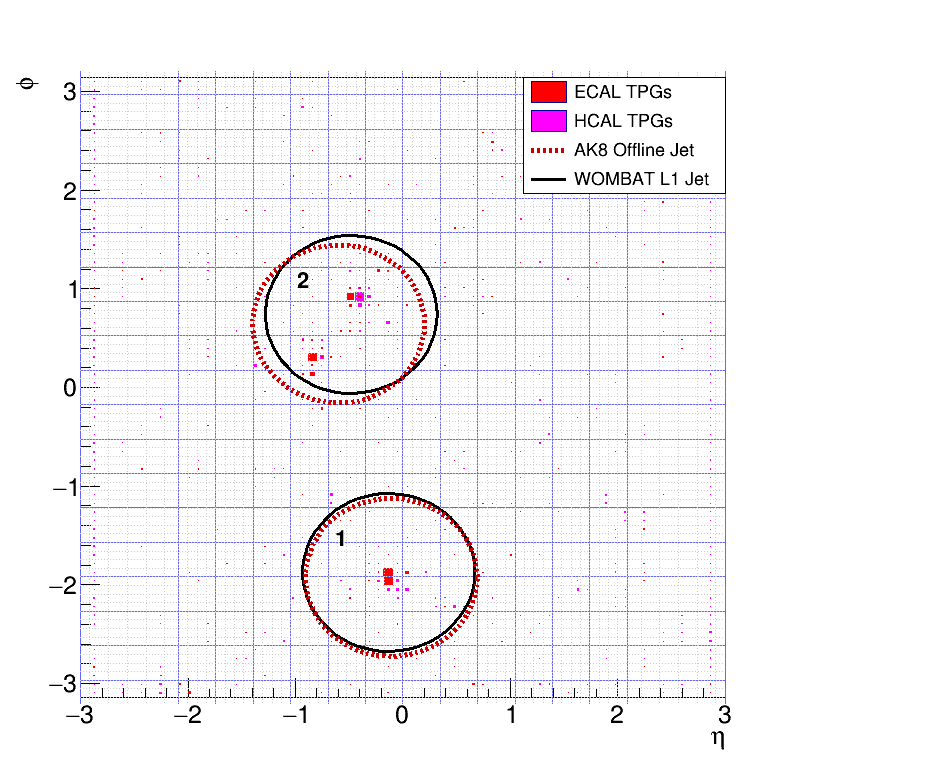 ϕ
3
ECAL TPGs
HCAL TPGs
AK8 Offline Jet
WOMBAT L1 Jet
2
2
1
0
−1
1
−2
−3
−3 −2 −1 0 1 2 3
η